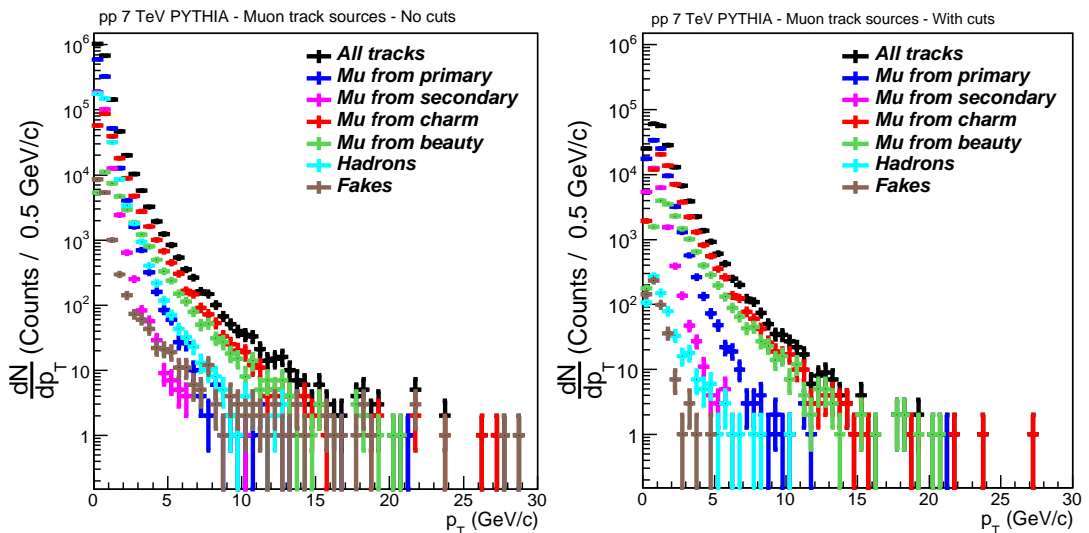 pp 7 TeV PYTHIA - Muon track sources - No cuts
All tracks
Mu from primary
Mu from secondary
Mu from charm
Mu from beauty
Hadrons
Fakes
dN/dp_T (Counts / 0.5 GeV/c)
10^6
10^5
10^4
10^3
10^2
10
1
0 5 10 15 20 25 30
p_T (GeV/c)
pp 7 TeV PYTHIA - Muon track sources - With cuts
All tracks
Mu from primary
Mu from secondary
Mu from charm
Mu from beauty
Hadrons
Fakes
dN/dp_T (Counts / 0.5 GeV/c)
10^6
10^5
10^4
10^3
10^2
10
1
0 5 10 15 20 25 30
p_T (GeV/c)